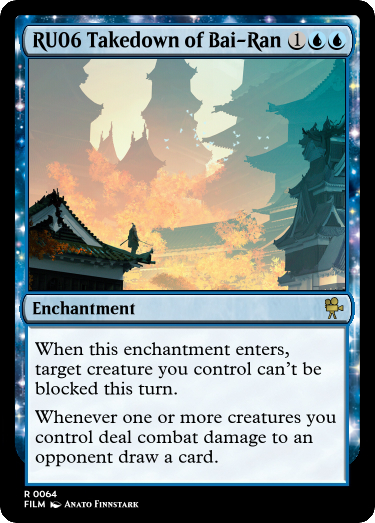 RU06 Takedown of Bai-Ran 1
Enchantment
When this enchantment enters,
target creature you control can't be
blocked this turn.
Whenever one or more creatures you
control deal combat damage to an
opponent draw a card.
R 0064
FILM Anato Finnstark